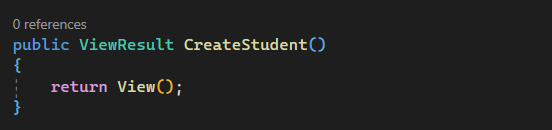 0 references
public ViewResult CreateStudent()
{
    return View();
}